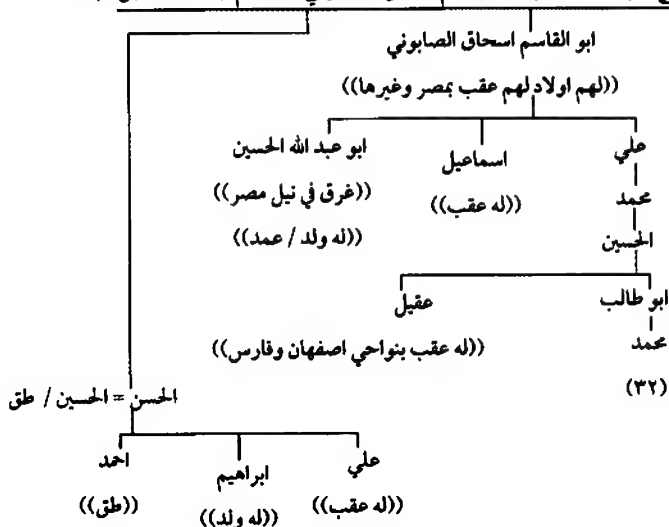 ابو القاسم اسحاق الصابوني
((لهم اولاد لهم عقب بمصر وغيرها))
علي
اسماعيل
ابو عبد الله الحسين
محمد
((له عقب))
((غرق في نيل مصر))
الحسين
((له ولد / عمد))
ابو طالب
عقيل
محمد
((له عقب بنواحي اصفهان وفارس))
(٣٢)
الحسن = الحسين / طق
علي
ابراهيم
احمد
((له عقب))
((له ولد))
((طق))